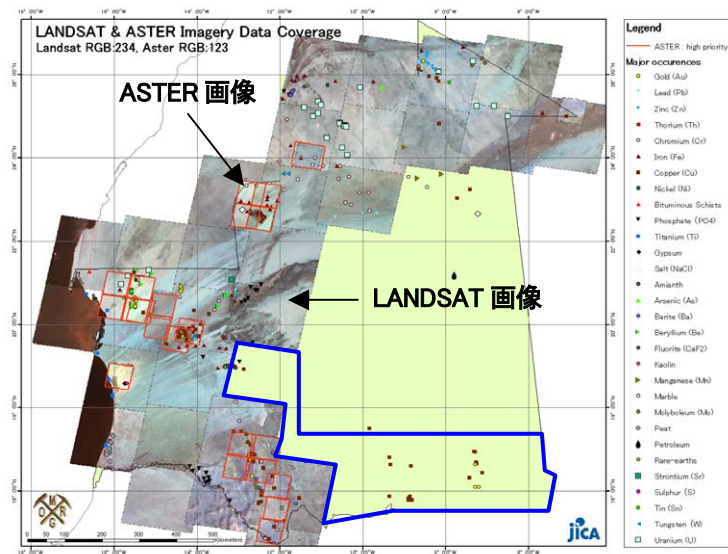 LANDSAT & ASTER Imagery Data Coverage
Landsat RGB:234, Aster RGB:123
ASTER 画像
LANDSAT 画像
OMRG
0 50 100 200 300 400 500
Kilometers
JICA
Legend
ASTER : high priority
Major occurences
Gold (Au)
Lead (Pb)
Zinc (Zn)
Thorium (Th)
Chromium (Cr)
Iron (Fe)
Copper (Cu)
Nickel (Ni)
Bituminous Schists
Phosphate (PO4)
Titanium (Ti)
Gypsum
Salt (NaCl)
Amianth
Arsenic (As)
Barite (Ba)
Beryllium (Be)
Fluorite (CaF2)
Kaolin
Manganese (Mn)
Marble
Molyboleum (Mo)
Peat
Petroleum
Rare-earths
Strontium (Sr)
Sulphur (S)
Tin (Sn)
Tungsten (W)
Uranium (U)